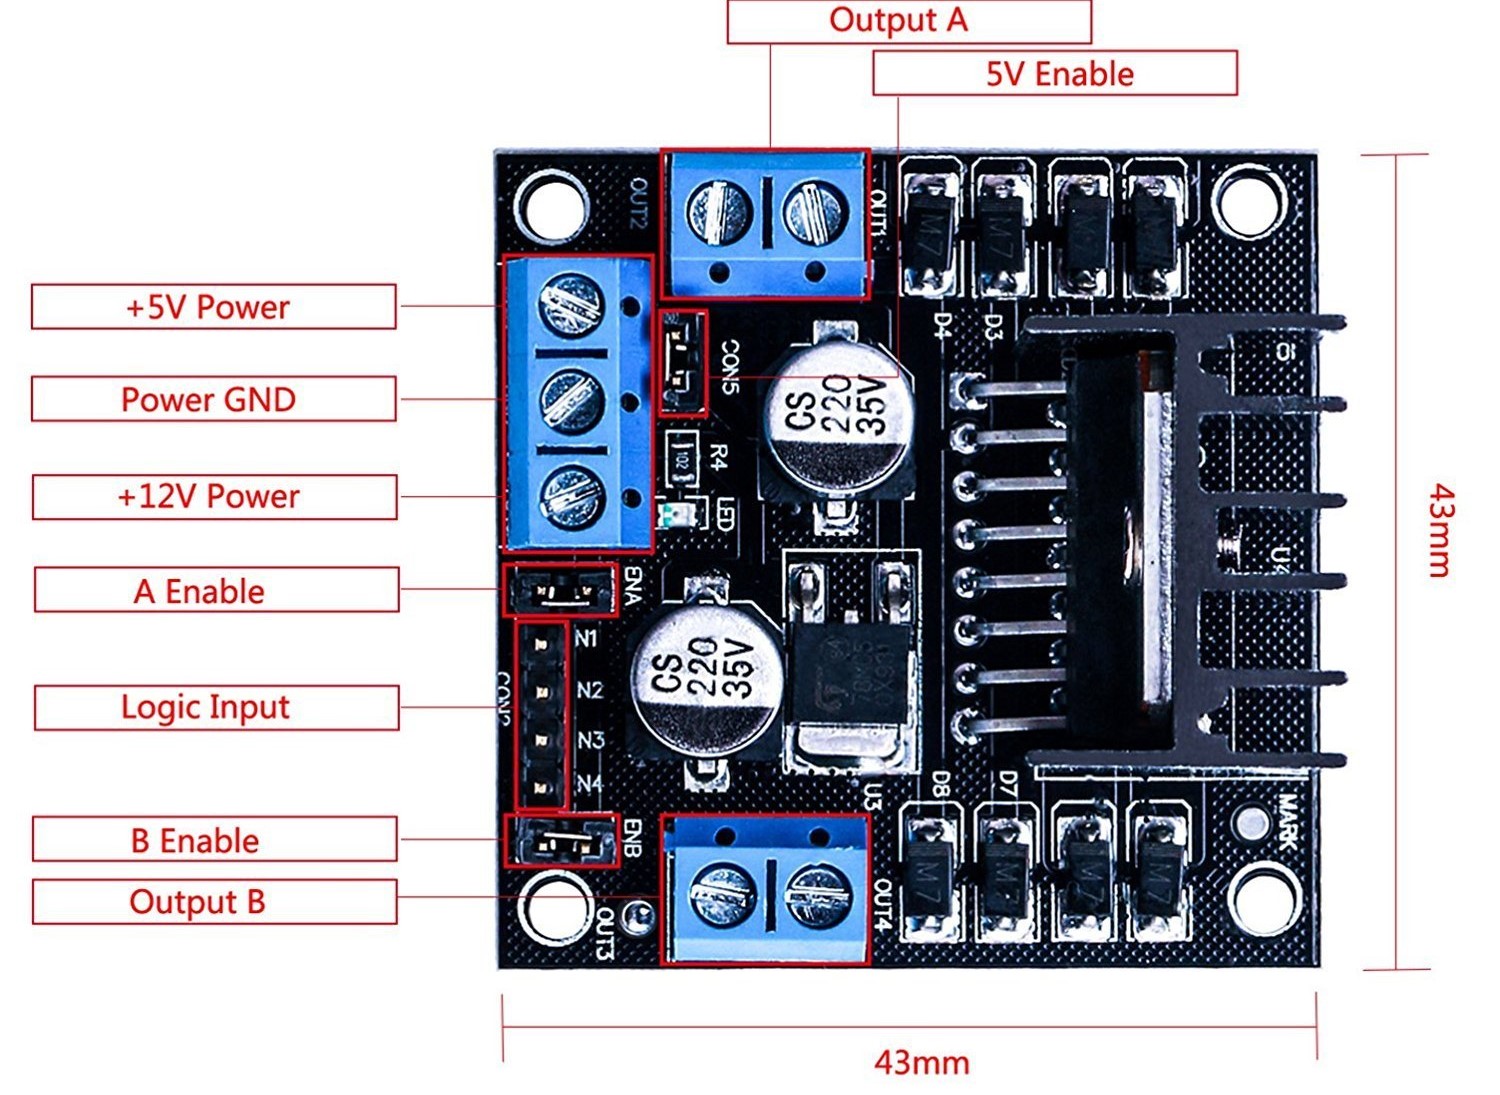 Output A
5V Enable
OUT2
OUT1
M7
M7
+5V Power
D4
D3
CON5
CS
220
35V
Power GND
R4
102
+12V Power
LED
A Enable
ENA
N1
CS
220
35V
N2
Logic Input
N3
N4
43mm
U3
D8
D7
MARK
B Enable
ENB
M7
M7
M7
M7
Output B
OUT3
OUT4
43mm